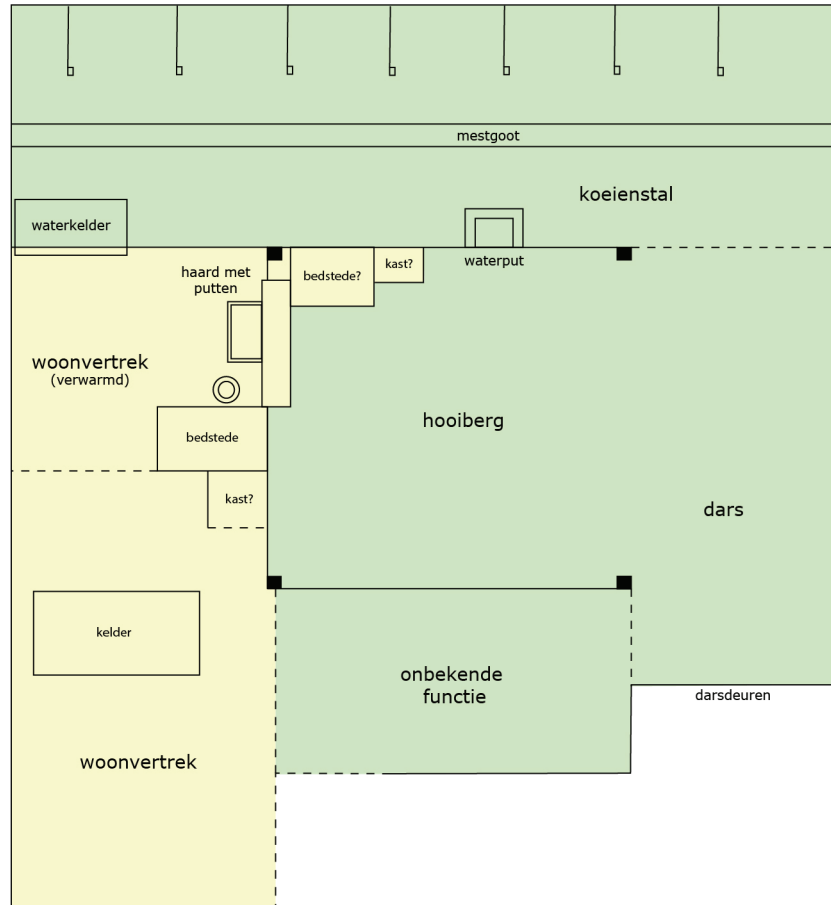 mestgoot
koeienstal
waterkelder
haard met
putten
bedstede?
kast?
waterput
woonvertrek
(verwarmd)
hooiberg
bedstede
kast?
dars
kelder
onbekende
functie
darsdeuren
woonvertrek